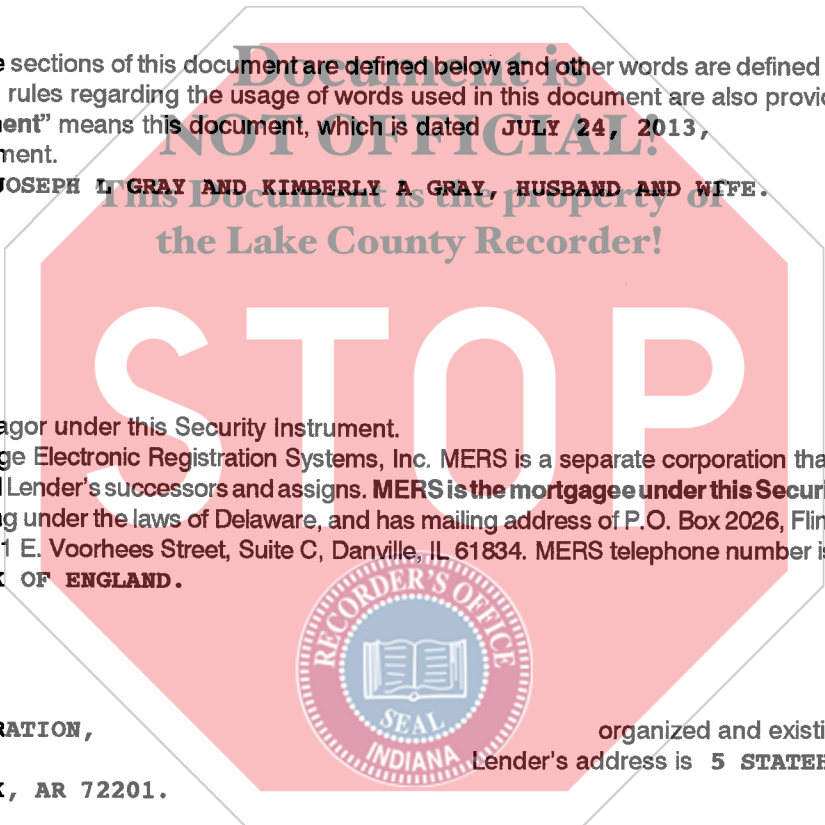 Document is
e sections of this document are defined below and other words are defined
rules regarding the usage of words used in this document are also provid
ent” means this document, which is dated JULY 24, 2013,
NOT OFFICIAL!
ment.
JOSEPH L GRAY AND KIMBERLY A GRAY, HUSBAND AND WIFE.
This Document is the property of
the Lake County Recorder!
STOP
agor under this Security Instrument.
ge Electronic Registration Systems, Inc. MERS is a separate corporation tha
Lender's successors and assigns. MERS is the mortgagee under this Securi
ng under the laws of Delaware, and has mailing address of P.O. Box 2026, Flin
1 E. Voorhees Street, Suite C, Danville, IL 61834. MERS telephone number is
K OF ENGLAND.
RECORDER'S OFFICE
SEAL
INDIANA
RATION, organized and existi
Lender's address is 5 STATEH
K, AR 72201.